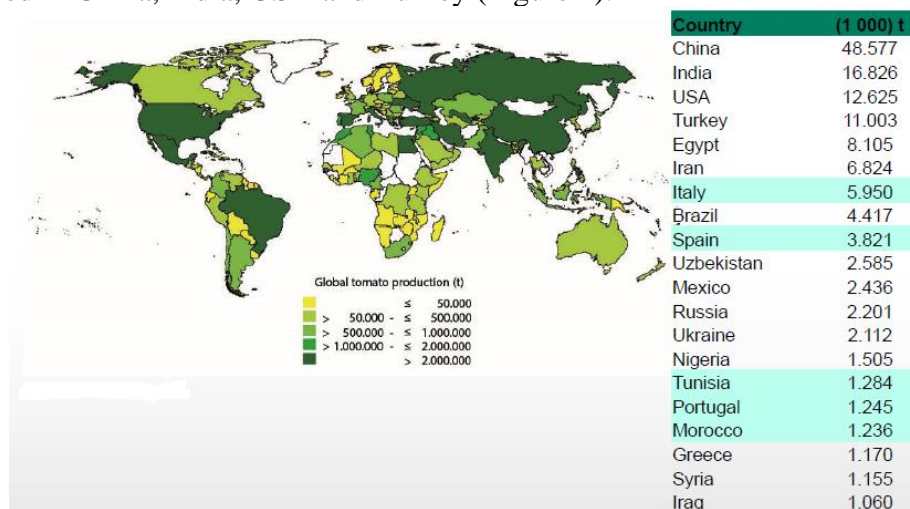 Country (1 000) t
China 48.577
India 16.826
USA 12.625
Turkey 11.003
Egypt 8.105
Iran 6.824
Italy 5.950
Brazil 4.417
Spain 3.821
Uzbekistan 2.585
Mexico 2.436
Russia 2.201
Ukraine 2.112
Nigeria 1.505
Tunisia 1.284
Portugal 1.245
Morocco 1.236
Greece 1.170
Syria 1.155
Iraq 1.060
Global tomato production (t)
≤ 50.000
> 50.000 - ≤ 500.000
> 500.000 - ≤ 1.000.000
> 1.000.000 - ≤ 2.000.000
> 2.000.000